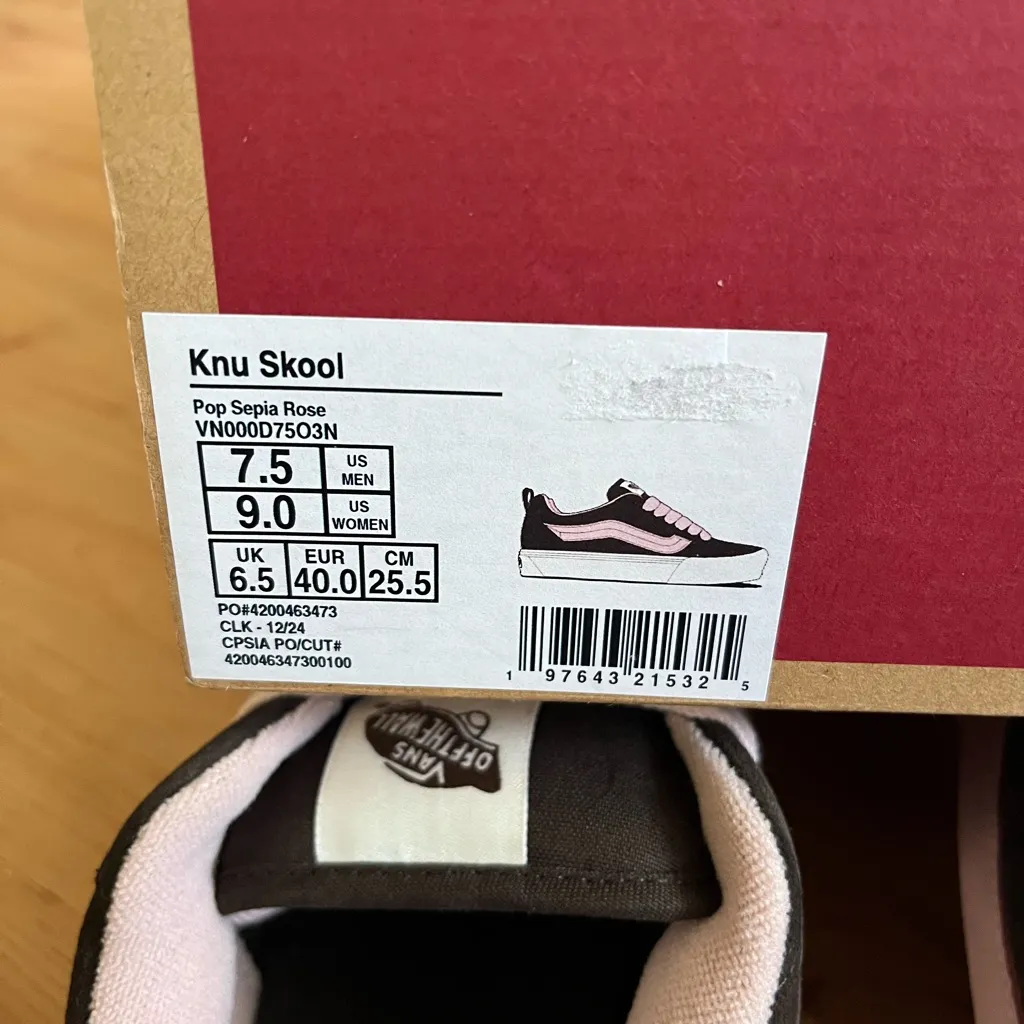 Knu Skool
Pop Sepia Rose
VN000D75O3N
7.5 US MEN
9.0 US WOMEN
UK EUR CM
6.5 40.0 25.5
PO#4200463473
CLK - 12/24
CPSIA PO/CUT#
420046347300100
1 97643 21532 5
VANS
OFF THE WALL